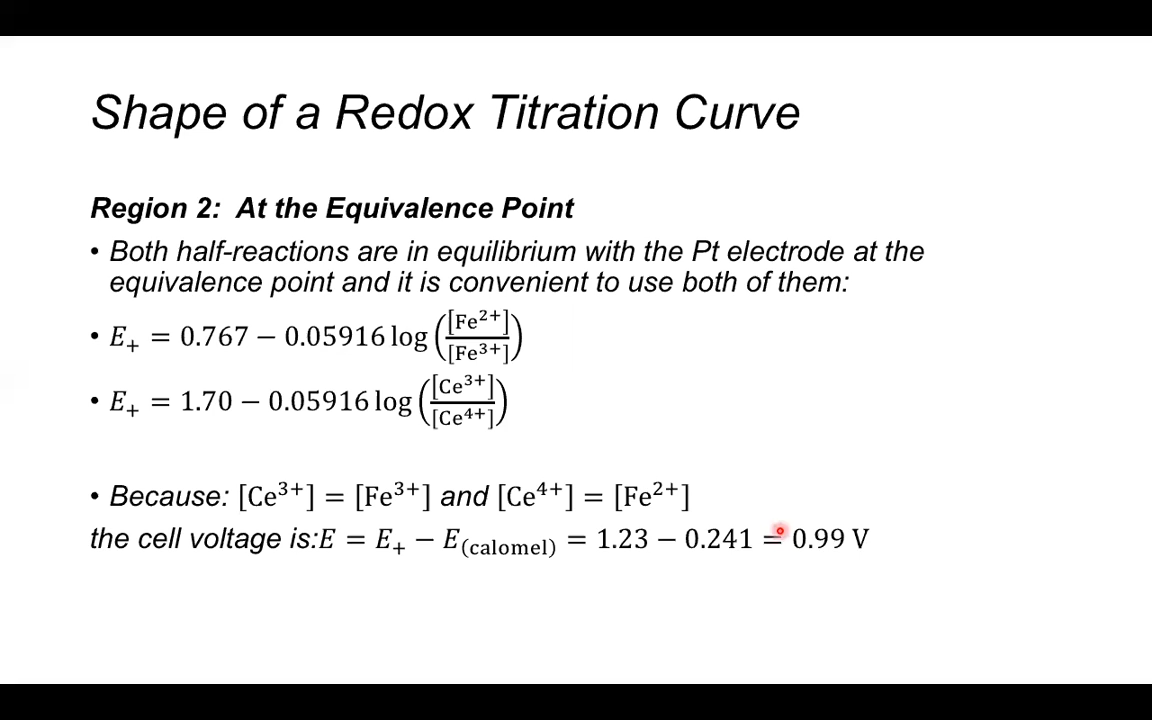 Shape of a Redox Titration Curve
Region 2:  At the Equivalence Point
• Both half-reactions are in equilibrium with the Pt electrode at the
equivalence point and it is convenient to use both of them:
• E₊ = 0.767 − 0.05916 log([Fe²⁺]/[Fe³⁺])
• E₊ = 1.70 − 0.05916 log([Ce³⁺]/[Ce⁴⁺])
• Because: [Ce³⁺] = [Fe³⁺] and [Ce⁴⁺] = [Fe²⁺]
the cell voltage is:E = E₊ − E(calomel) = 1.23 − 0.241 = 0.99 V